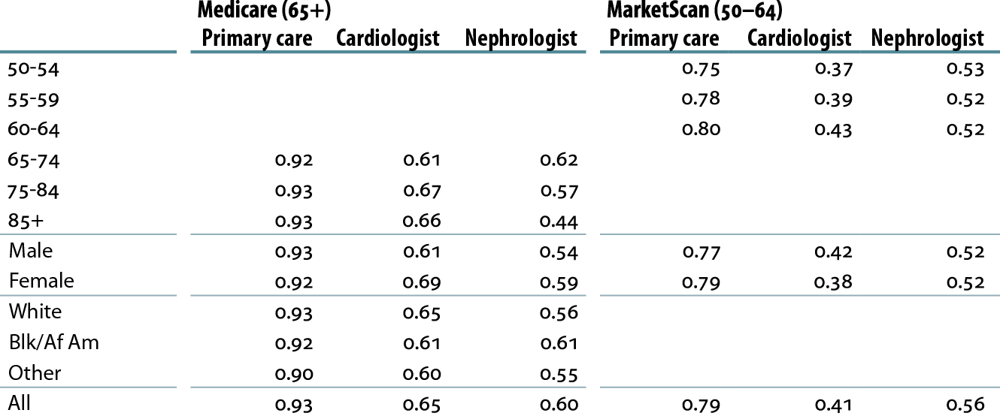 Medicare (65+) MarketScan (50–64)
Primary care Cardiologist Nephrologist Primary care Cardiologist Nephrologist
50-54 0.75 0.37 0.53
55-59 0.78 0.39 0.52
60-64 0.80 0.43 0.52
65-74 0.92 0.61 0.62
75-84 0.93 0.67 0.57
85+ 0.93 0.66 0.44
Male 0.93 0.61 0.54 0.77 0.42 0.52
Female 0.92 0.69 0.59 0.79 0.38 0.52
White 0.93 0.65 0.56
Blk/Af Am 0.92 0.61 0.61
Other 0.90 0.60 0.55
All 0.93 0.65 0.60 0.79 0.41 0.56